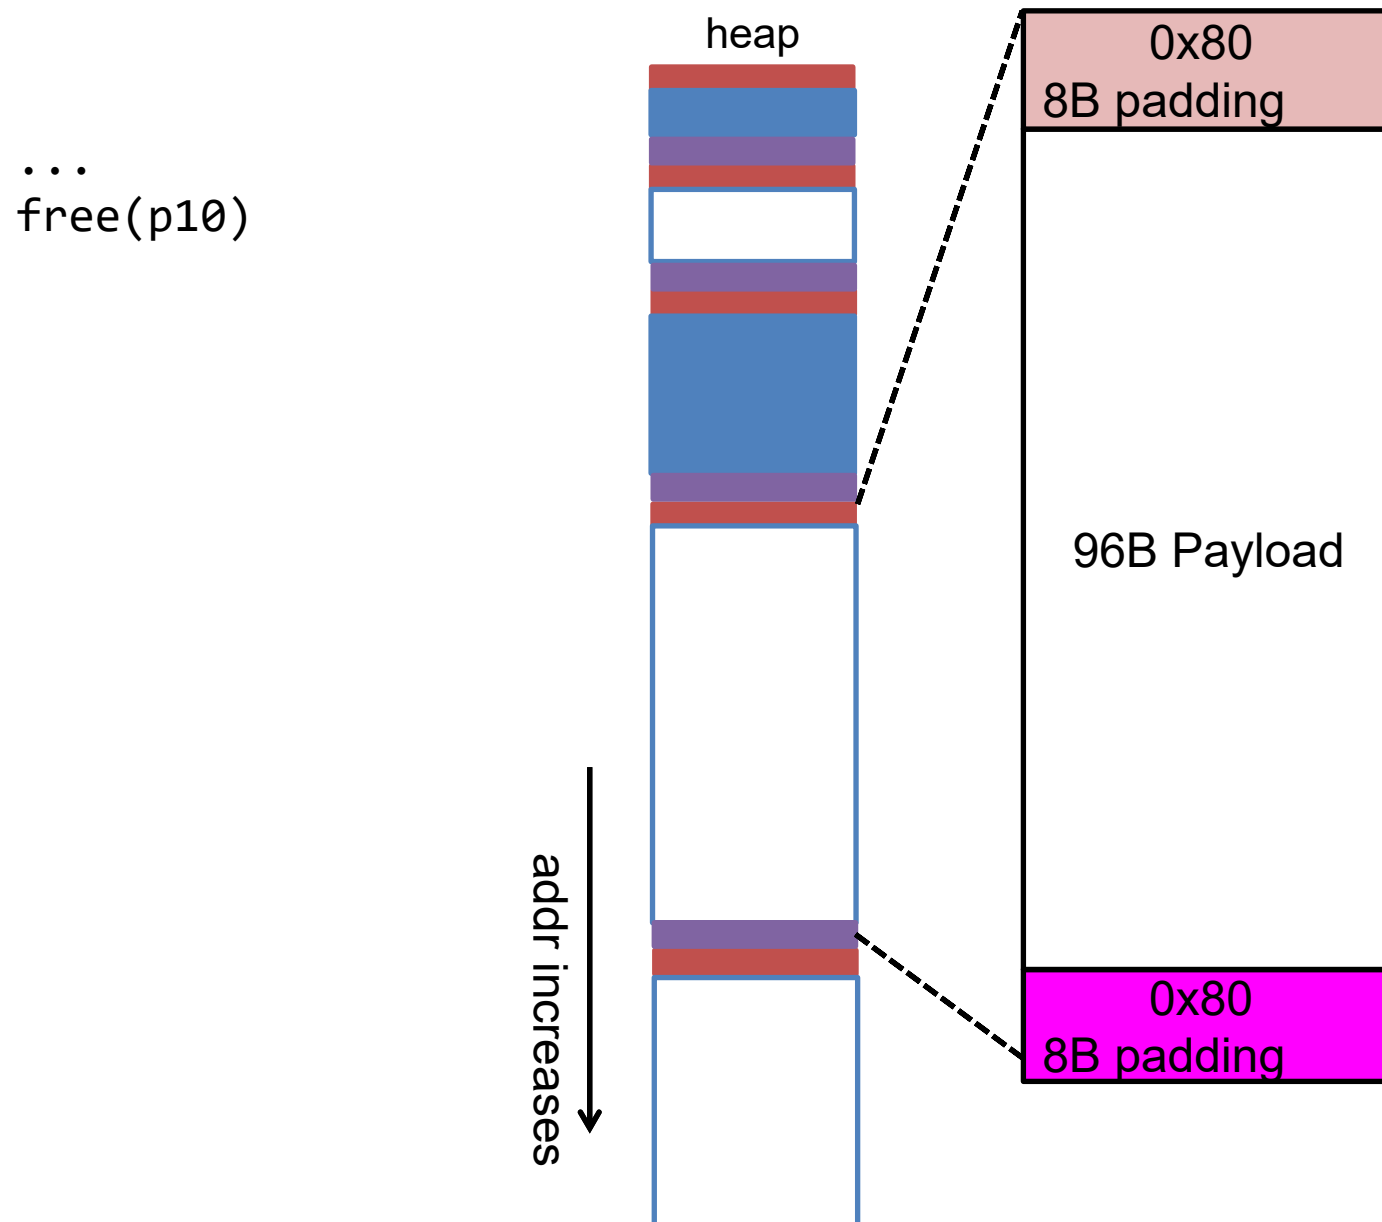 ...
free(p10)
heap
addr increases
0x80
8B padding
96B Payload
0x80
8B padding